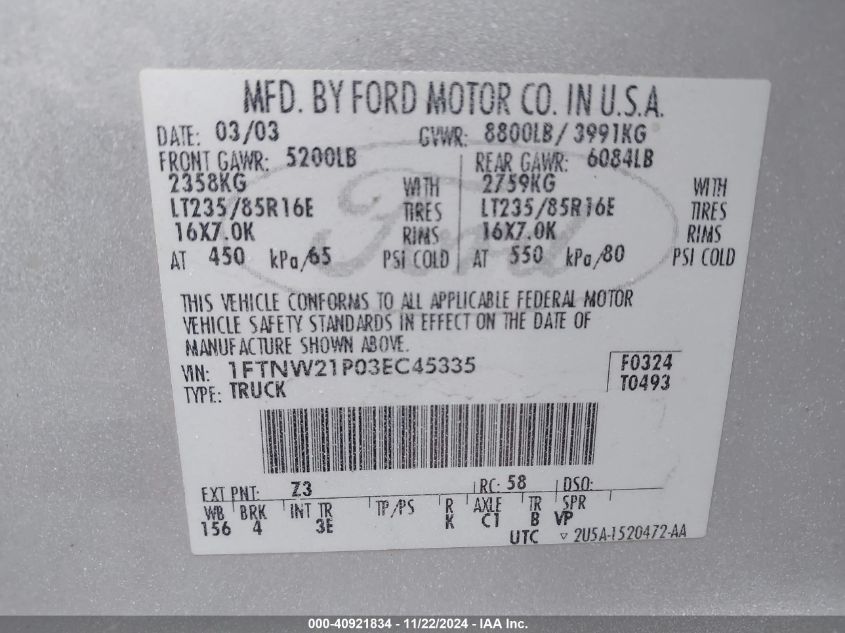 MFD. BY FORD MOTOR CO. IN U.S.A.
DATE: 03/03 GVWR: 8800LB/ 3991KG
FRONT GAWR: 5200LB REAR GAWR: 6084LB
2358KG WITH 2759KG WITH
LT235/85R16E TIRES LT235/85R16E TIRES
16X7.0K RIMS 16X7.0K RIMS
AT 450 kPa/65 PSI COLD AT 550 kPa/80 PSI COLD
Ford
THIS VEHICLE CONFORMS TO ALL APPLICABLE FEDERAL MOTOR
VEHICLE SAFETY STANDARDS IN EFFECT ON THE DATE OF
MANUFACTURE SHOWN ABOVE.
VIN: 1FTNW21P03EC45335 F0324
TYPE: TRUCK T0493
EXT PNT: Z3 RC: 58 DSO:
WB BRK INT TR TP/PS R AXLE TR SPR
156 4 3E K C1 B VP
UTC ▽ 2U5A-1520472-AA
000-40921834 - 11/22/2024 - IAA Inc.